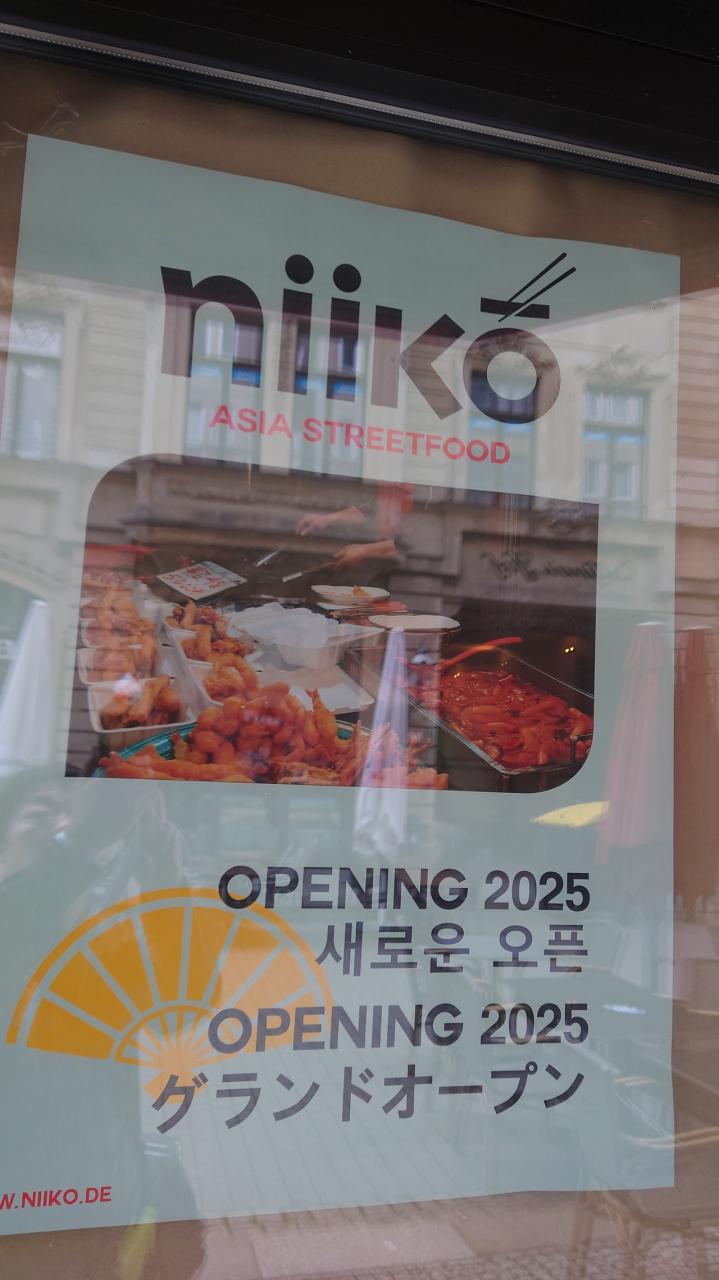 niikō
ASIA STREETFOOD
OPENING 2025
새로운 오픈
OPENING 2025
グランドオープン
W.NIIKO.DE